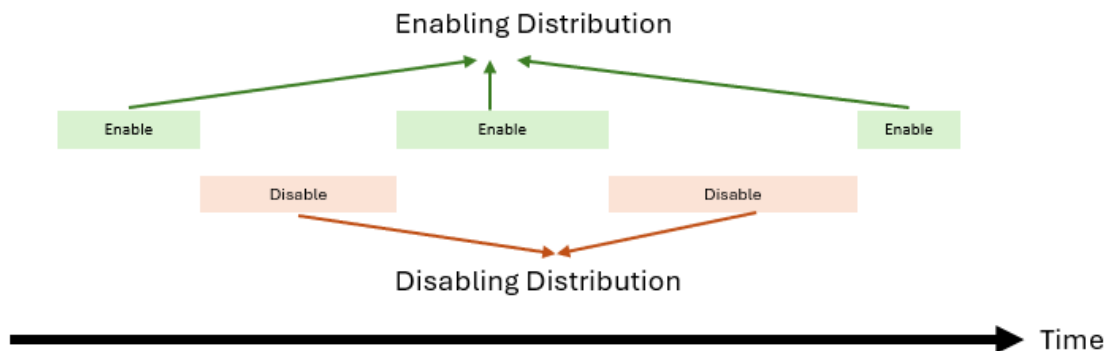 Enabling Distribution
Enable
Enable
Enable
Disable
Disable
Disabling Distribution
Time